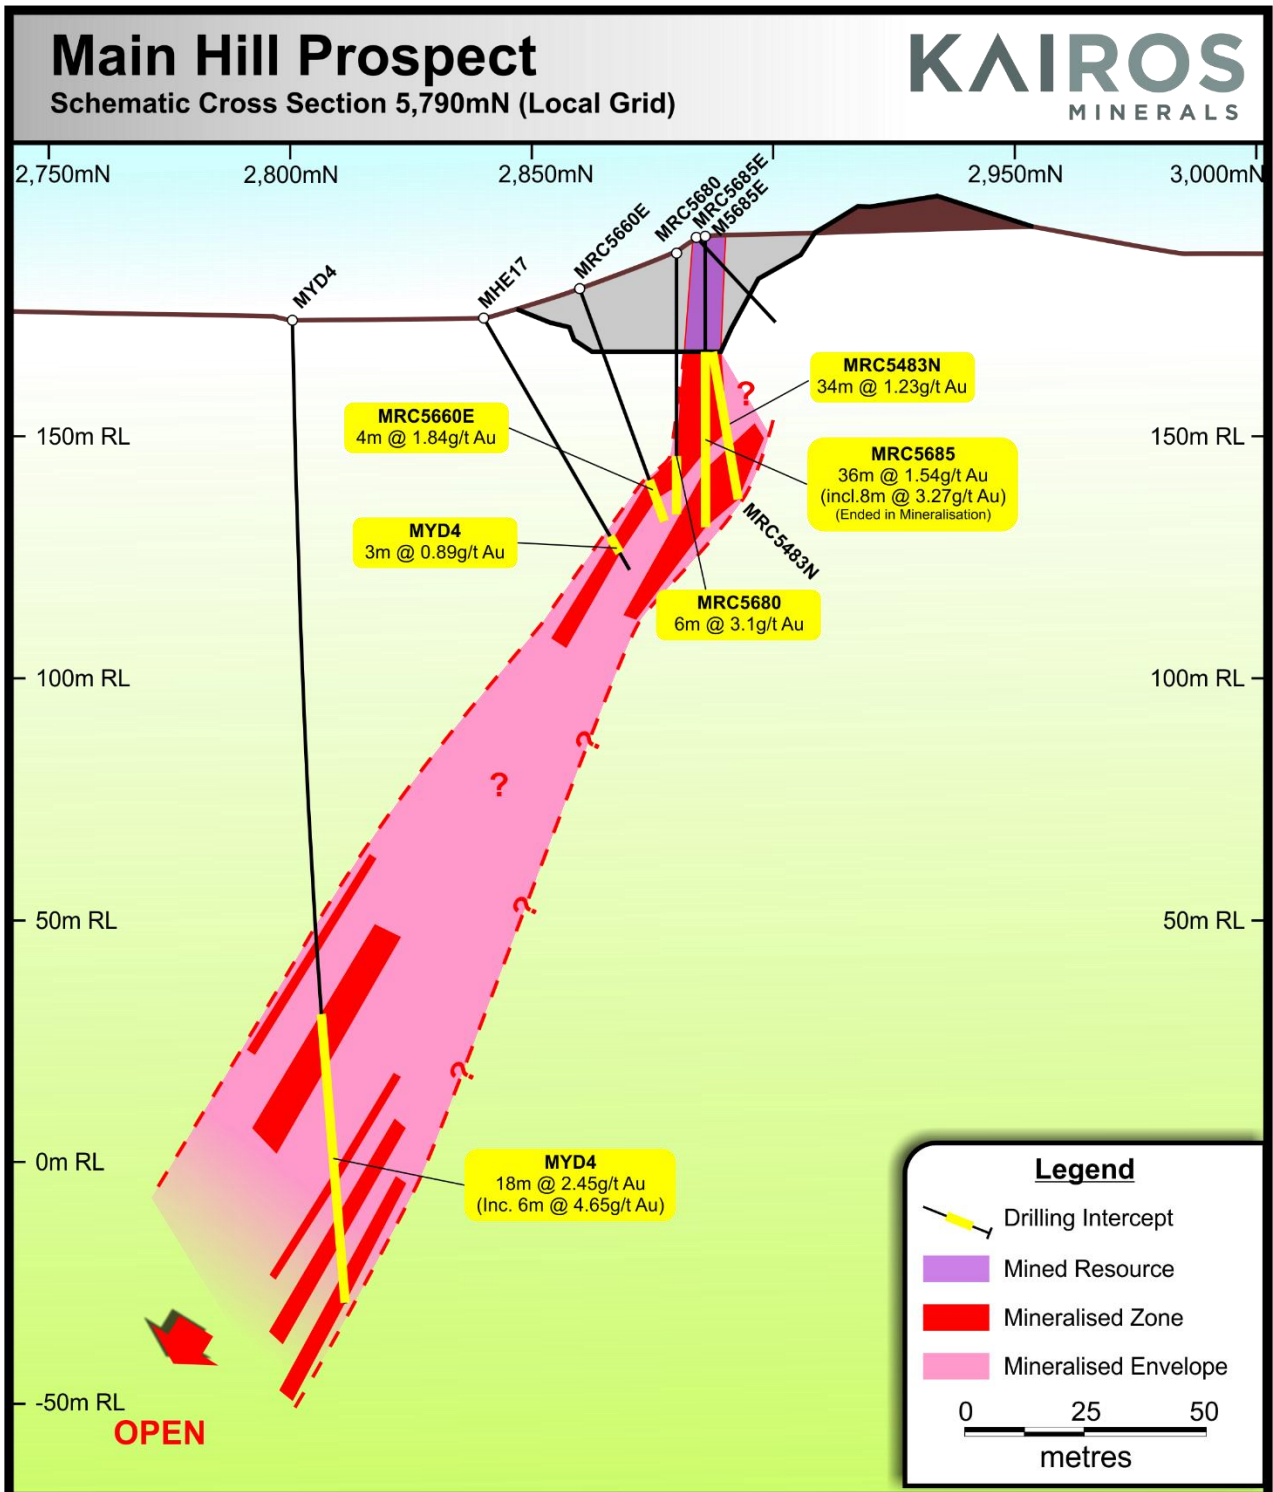 Main Hill Prospect
Schematic Cross Section 5,790mN (Local Grid)
KAIROS
MINERALS
2,750mN
2,800mN
2,850mN
2,950mN
3,000mN
MYD4
MHE17
MRC5660E
MRC5680
MRC5685E
M5685E
MRC5483N
34m @ 1.23g/t Au
?
MRC5660E
4m @ 1.84g/t Au
150m RL
150m RL
MRC5685
36m @ 1.54g/t Au
(incl.8m @ 3.27g/t Au)
(Ended in Mineralisation)
MYD4
3m @ 0.89g/t Au
MRC5483N
MRC5680
6m @ 3.1g/t Au
100m RL
100m RL
?
?
50m RL
?
50m RL
?
0m RL
MYD4
18m @ 2.45g/t Au
(Inc. 6m @ 4.65g/t Au)
-50m RL
OPEN
Legend
Drilling Intercept
Mined Resource
Mineralised Zone
Mineralised Envelope
0 25 50
metres